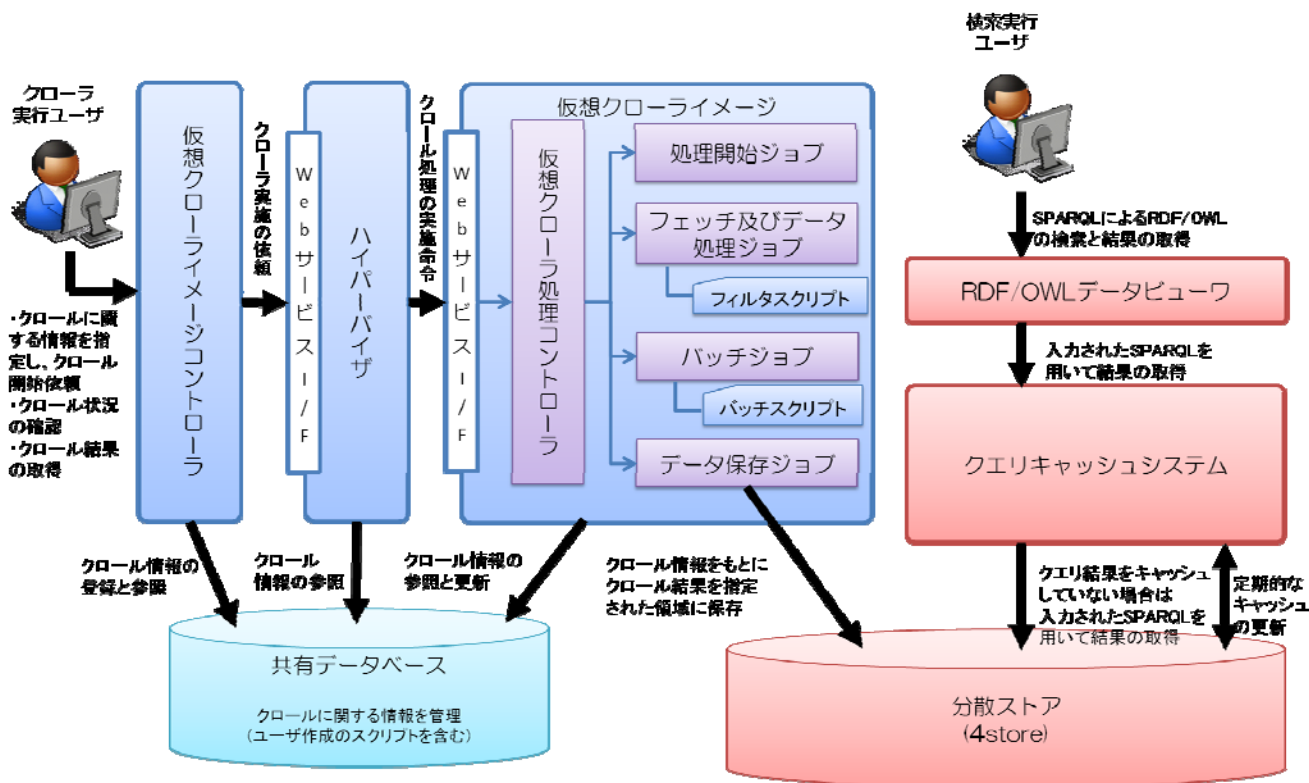 クローラ
実行ユーザ
・クロールに関
する情報を指
定し、クロール
開始依頼
・クロール状況
の確認
・クロール結果
の取得
仮想クローライメージコントローラ
クローラ実施の依頼
WebサービスI/F
ハイパーバイザ
クロール処理の実施命令
WebサービスI/F
仮想クローライメージ
仮想クローラ処理コントローラ
処理開始ジョブ
フェッチ及びデータ
処理ジョブ
フィルタスクリプト
バッチジョブ
バッチスクリプト
データ保存ジョブ
クロール情報の
登録と参照
クロール
情報の参照
クロール情報の
参照と更新
クロール情報をもとに
クロール結果を指定
された領域に保存
共有データベース
クロールに関する情報を管理
(ユーザ作成のスクリプトを含む)
検索実行
ユーザ
SPARQLによるRDF/OWL
の検索と結果の取得
RDF/OWLデータビューワ
入力されたSPARQLを
用いて結果の取得
クエリキャッシュシステム
クエリ結果をキャッシュ
していない場合は
入力されたSPARQLを
用いて結果の取得
定期的な
キャッシュ
の更新
分散ストア
(4store)